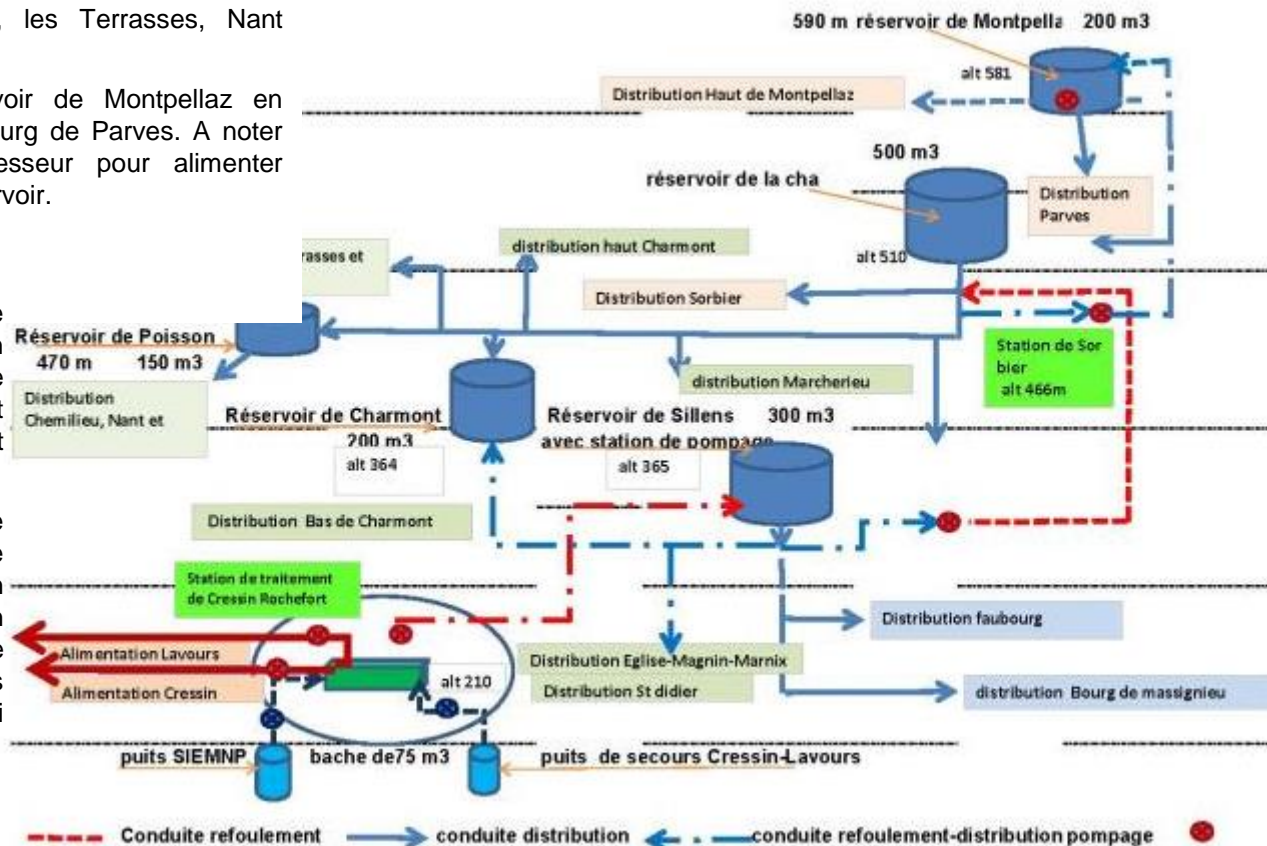 , les Terrasses, Nant
voir de Montpellaz en
ourg de Parves. A noter
esseur pour alimenter
rvoir.
590 m réservoir de Montpella 200 m3
alt 581
Distribution Haut de Montpellaz
500 m3
réservoir de la cha
Distribution
Parves
distribution haut Charmont
rasses et
alt 510
Distribution Sorbier
Réservoir de Poisson
470 m 150 m3
Station de Sor
bier
alt 466m
distribution Marcherieu
Distribution
Chemilieu, Nant et
Réservoir de Charmont
200 m3
alt 364
Réservoir de Sillens 300 m3
avec station de pompage
alt 365
Distribution Bas de Charmont
Station de traitement
de Cressin Rochefort
Distribution faubourg
Alimentation Lavours
Alimentation Cressin
alt 210
Distribution Eglise-Magnin-Marnix
Distribution St didier
distribution Bourg de massignieu
puits SIEMNP
bache de75 m3
puits de secours Cressin-Lavours
Conduite refoulement
conduite distribution
conduite refoulement-distribution pompage